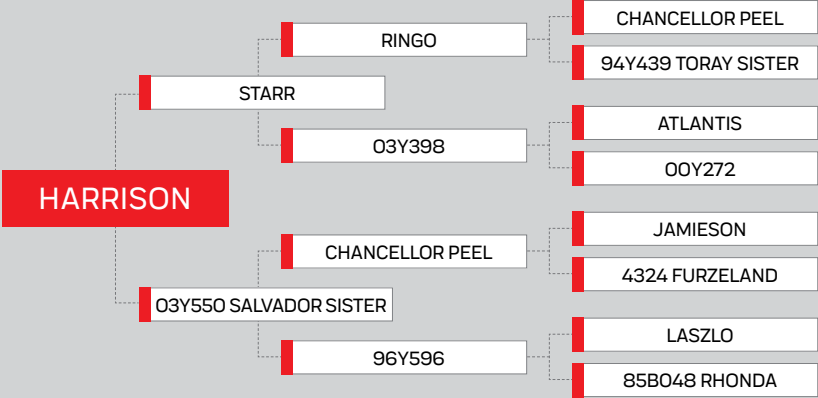 CHANCELLOR PEEL
RINGO
94Y439 TORAY SISTER
STARR
ATLANTIS
03Y398
00Y272
HARRISON
JAMIESON
CHANCELLOR PEEL
4324 FURZELAND
03Y550 SALVADOR SISTER
LASZLO
96Y596
85B048 RHONDA